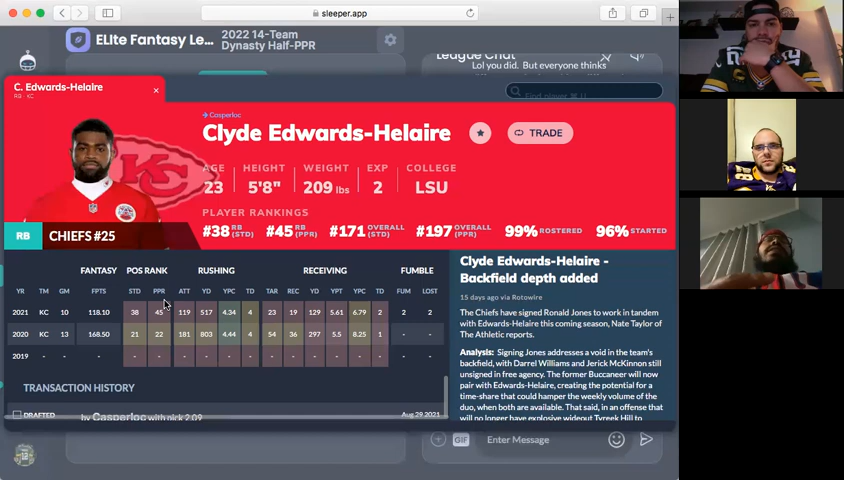 sleeper.app
ELite Fantasy Le...
2022 14-Team
Dynasty Half-PPR
League Chat
Lol you did. But everyone thinks
C. Edwards-Helaire
RB · KC
Find player
Casperloc
Clyde Edwards-Helaire
TRADE
AGE HEIGHT WEIGHT EXP COLLEGE
23 5'8" 209 lbs 2 LSU
PLAYER RANKINGS
#38 RB (STD) #45 RB (PPR) #171 OVERALL (STD) #197 OVERALL (PPR) 99% ROSTERED 96% STARTED
RB CHIEFS #25
FANTASY POS RANK RUSHING RECEIVING FUMBLE
YR TM GM FPTS STD PPR ATT YD YPC TD TAR REC YD YPT YPC TD FUM LOST
2021 KC 10 118.10 38 45 119 517 4.34 4 23 19 129 5.61 6.79 2 2 2
2020 KC 13 168.50 21 22 181 803 4.44 4 54 36 297 5.5 8.25 1 - -
2019 - - - - - - - - - - - - - - - - -
TRANSACTION HISTORY
DRAFTED by Casperloc with pick 2.09 Aug 29 2021
Clyde Edwards-Helaire -
Backfield depth added
15 days ago via Rotowire
The Chiefs have signed Ronald Jones to work in tandem
with Edwards-Helaire this coming season, Nate Taylor of
The Athletic reports.
Analysis: Signing Jones addresses a void in the team's
backfield, with Darrel Williams and Jerick McKinnon still
unsigned in free agency. The former Buccaneer will now
pair with Edwards-Helaire, creating the potential for a
time-share that could hamper the weekly volume of the
duo, when both are available. That said, in an offense that
will no longer have explosive wideout Tyreek Hill to
GIF Enter Message